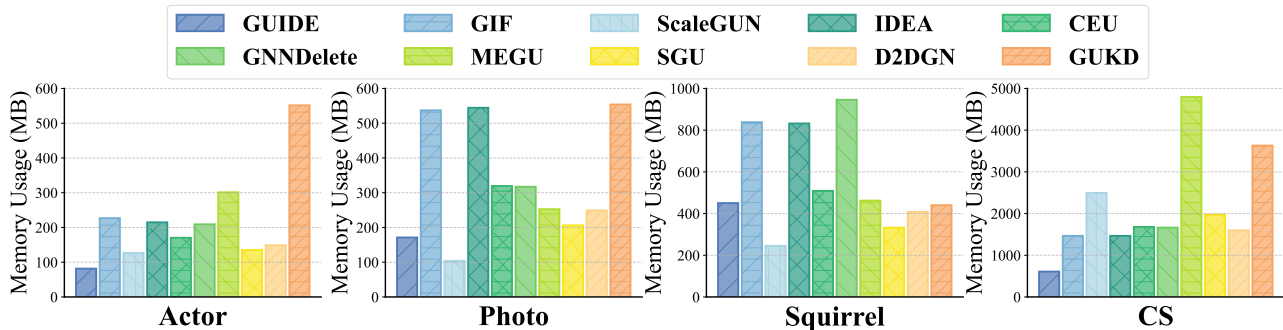 GUIDE GIF ScaleGUN IDEA CEU
GNNDelete MEGU SGU D2DGN GUKD
Memory Usage (MB)
600
500
400
300
200
100
0
Actor
Memory Usage (MB)
600
500
400
300
200
100
0
Photo
Memory Usage (MB)
1000
800
600
400
200
0
Squirrel
Memory Usage (MB)
5000
4000
3000
2000
1000
0
CS